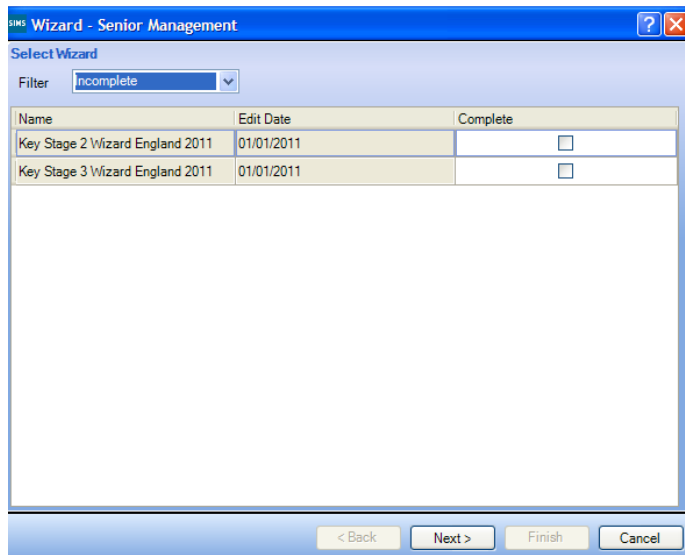 SIMS Wizard - Senior Management ?
Select Wizard
Filter Incomplete
Name Edit Date Complete
Key Stage 2 Wizard England 2011 01/01/2011
Key Stage 3 Wizard England 2011 01/01/2011
< Back Next > Finish Cancel